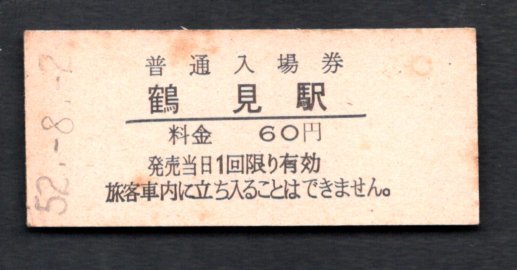 普通入場券
鶴見駅
料金 60円
発売当日1回限り有効
旅客車内に立ち入ることはできません。
52.-8.-2